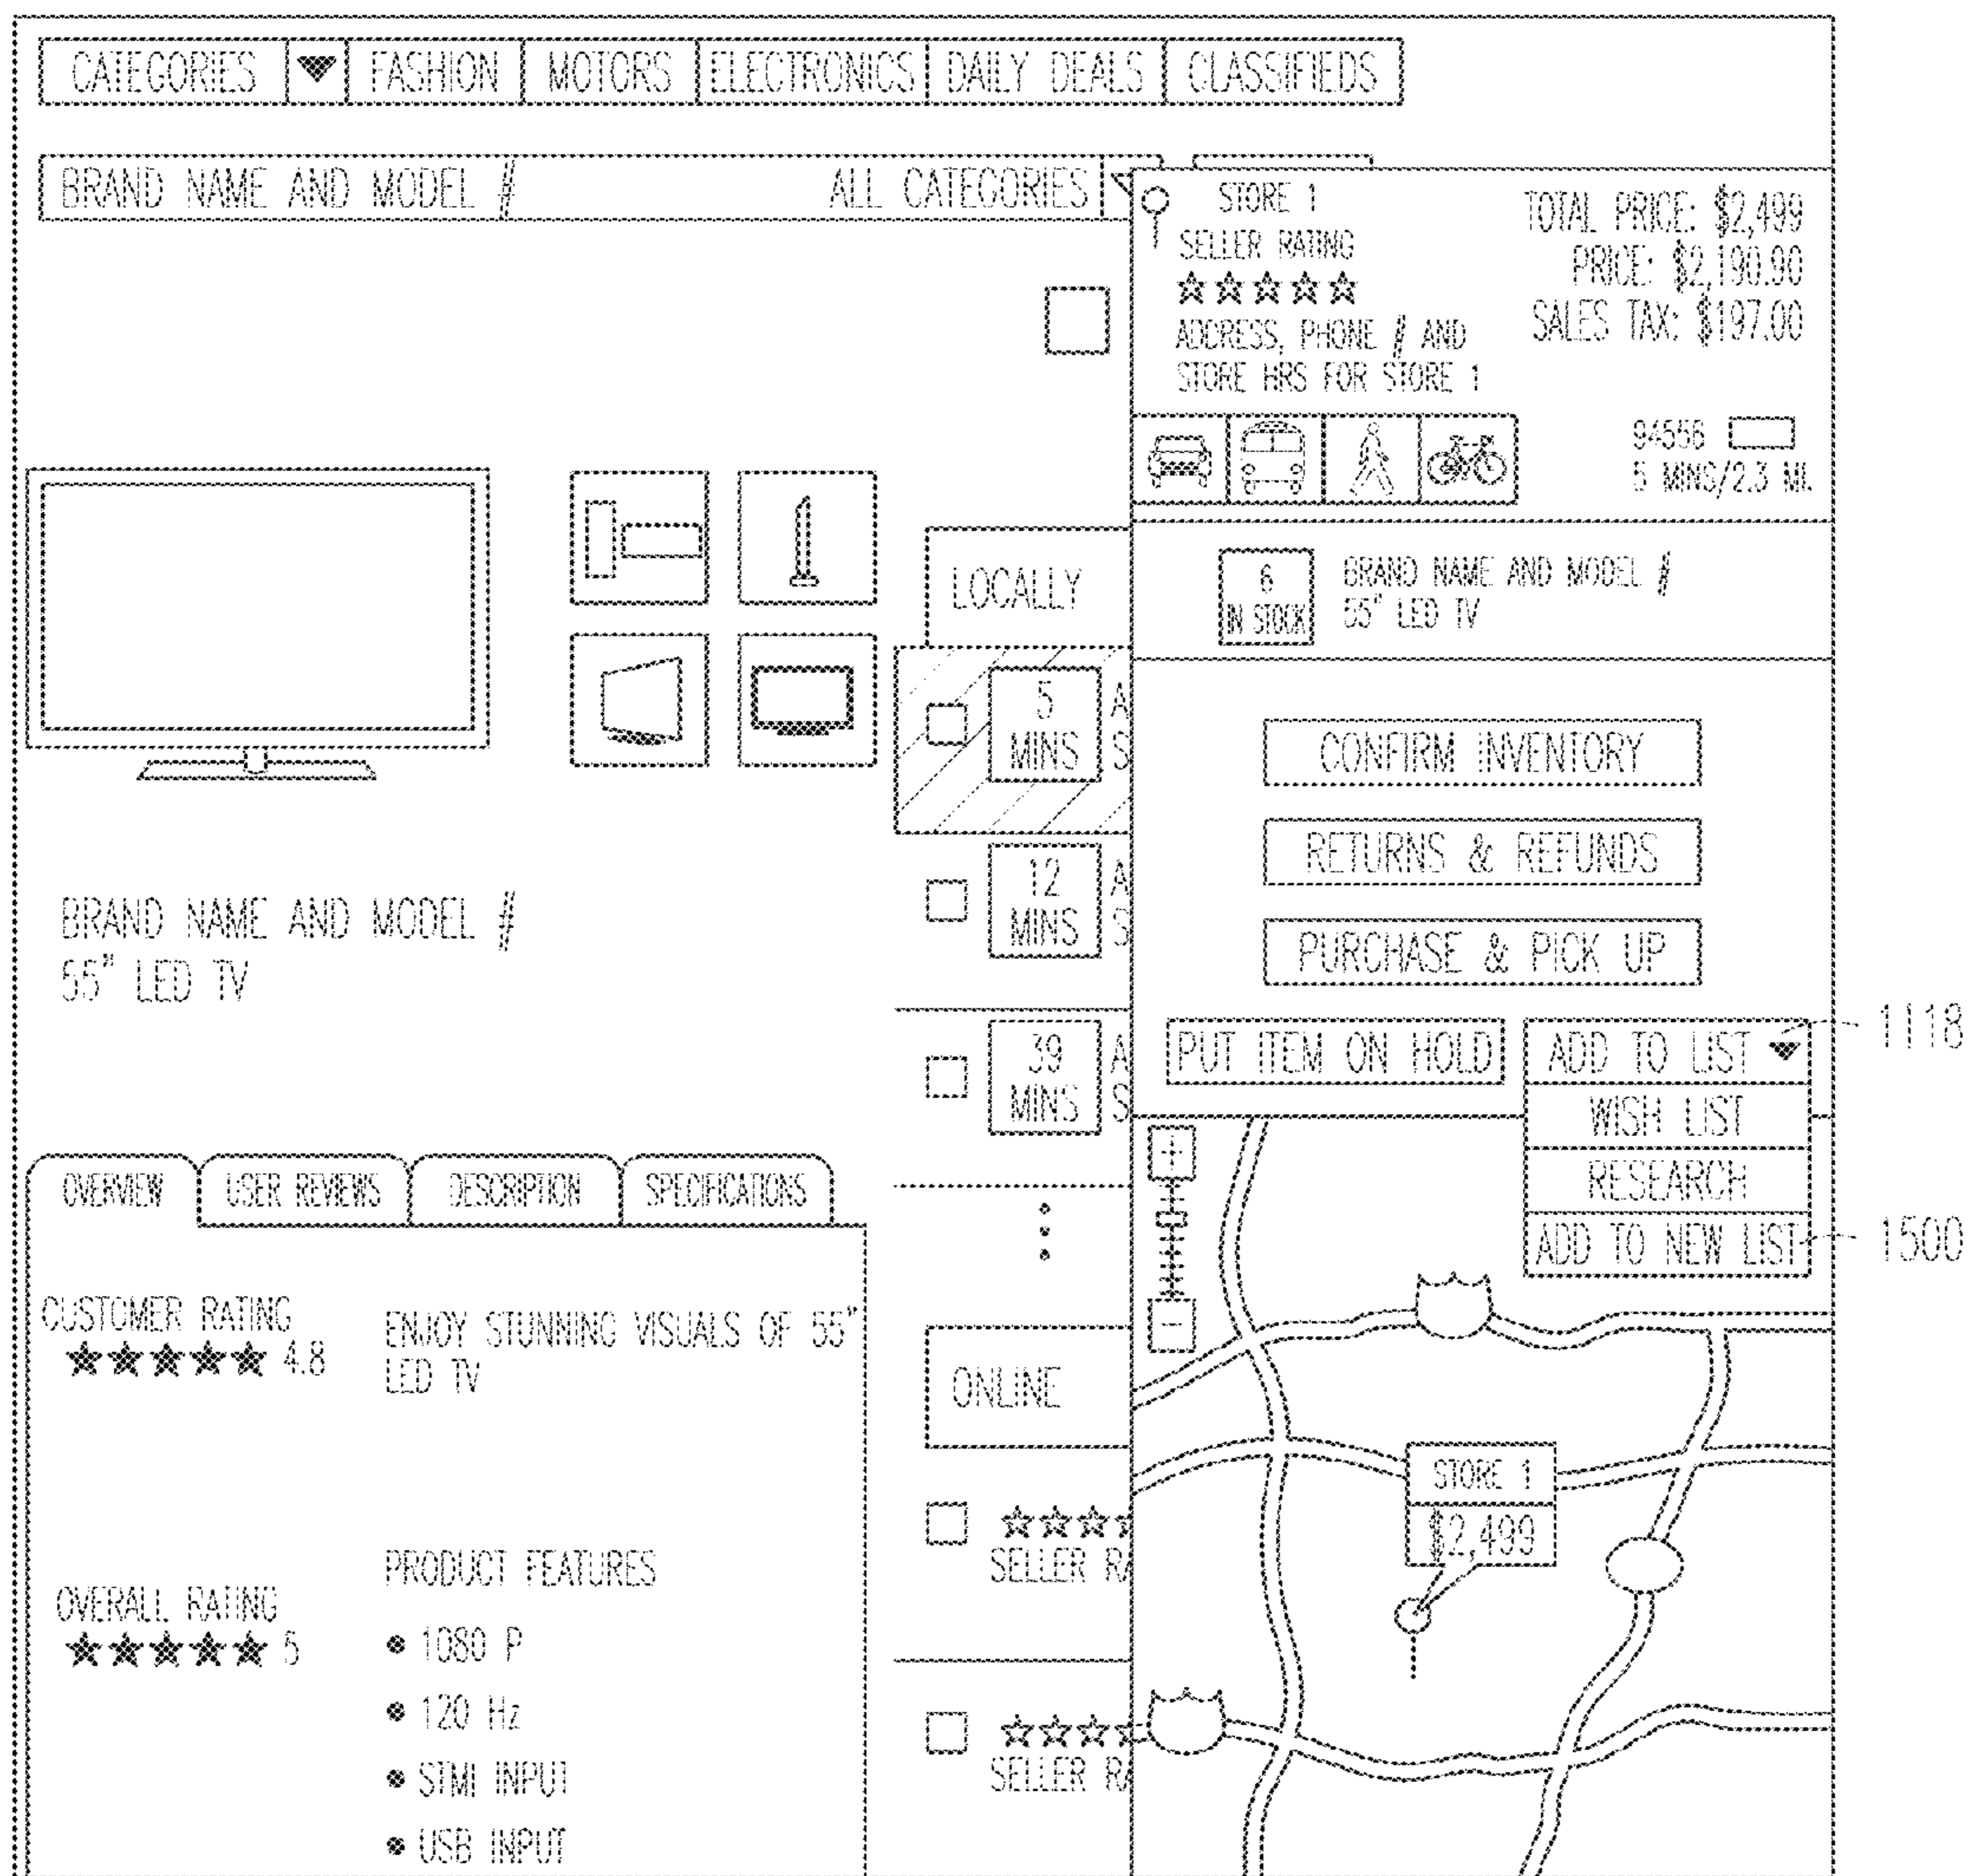 CATEGORIES FASHION MOTORS ELECTRONICS DAILY DEALS CLASSIFIEDS
BRAND NAME AND MODEL # ALL CATEGORIES
STORE 1
SELLER RATING
ADDRESS, PHONE # AND
STORE HRS FOR STORE 1
TOTAL PRICE: $2,499
PRICE: $2,190.90
SALES TAX: $197.00
94556
5 MINS/2.3 MI.
6
IN STOCK
BRAND NAME AND MODEL #
55" LED TV
CONFIRM INVENTORY
RETURNS & REFUNDS
PURCHASE & PICK UP
PUT ITEM ON HOLD
ADD TO LIST
1118
WISH LIST
RESEARCH
ADD TO NEW LIST
1500
LOCALLY
5 A
MINS S
12 A
MINS S
39 A
MINS S
ONLINE
SELLER RA
SELLER RA
BRAND NAME AND MODEL #
55" LED TV
OVERVIEW USER REVIEWS DESCRIPTION SPECIFICATIONS
CUSTOMER RATING
4.8
ENJOY STUNNING VISUALS OF 55"
LED TV
OVERALL RATING
5
PRODUCT FEATURES
• 1080 P
• 120 Hz
• STMI INPUT
• USB INPUT
STORE 1
$2,499